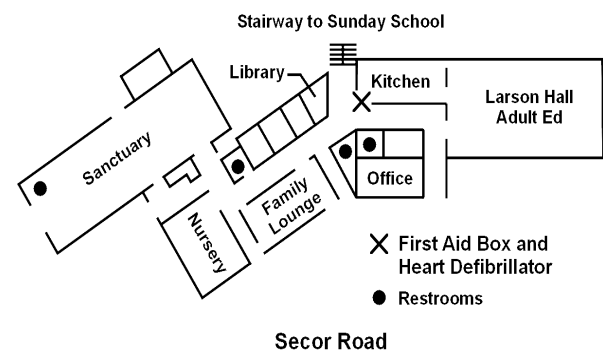 Stairway to Sunday School
Library
Kitchen
Larson Hall
Adult Ed
Sanctuary
Office
Family
Lounge
Nursery
First Aid Box and
Heart Defibrillator
Restrooms
Secor Road